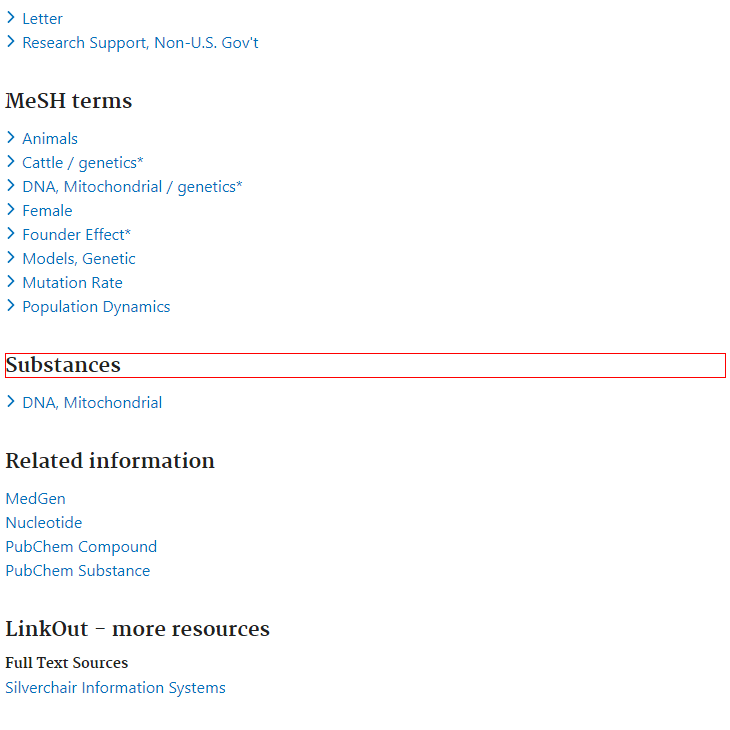 Letter
Research Support, Non-U.S. Gov't
MeSH terms
Animals
Cattle / genetics*
DNA, Mitochondrial / genetics*
Female
Founder Effect*
Models, Genetic
Mutation Rate
Population Dynamics
Substances
DNA, Mitochondrial
Related information
MedGen
Nucleotide
PubChem Compound
PubChem Substance
LinkOut - more resources
Full Text Sources
Silverchair Information Systems